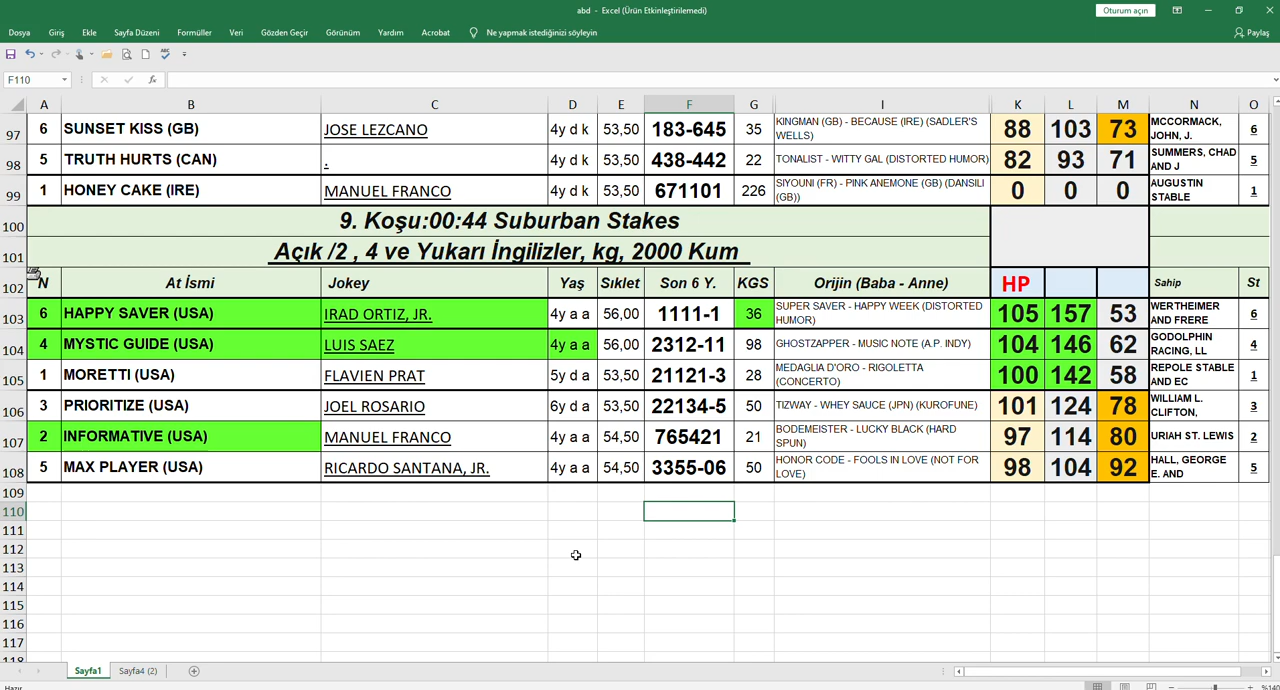 abd - Excel (Ürün Etkinleştirilemedi)
Oturum açın
Dosya Giriş Ekle Sayfa Düzeni Formüller Veri Gözden Geçir Görünüm Yardım Acrobat Ne yapmak istediğinizi söyleyin Paylaş
F110 fx
A B C D E F G I K L M N O
97 6 SUNSET KISS (GB) JOSE LEZCANO 4y d k 53,50 183-645 35 KINGMAN (GB) - BECAUSE (IRE) (SADLER'S WELLS) 88 103 73 MCCORMACK, JOHN, J. 6
98 5 TRUTH HURTS (CAN) . 4y d k 53,50 438-442 22 TONALIST - WITTY GAL (DISTORTED HUMOR) 82 93 71 SUMMERS, CHAD AND J 5
99 1 HONEY CAKE (IRE) MANUEL FRANCO 4y d k 53,50 671101 226 SIYOUNI (FR) - PINK ANEMONE (GB) (DANSILI (GB)) 0 0 0 AUGUSTIN STABLE 1
100 9. Koşu:00:44 Suburban Stakes
101 Açık /2 , 4 ve Yukarı İngilizler, kg, 2000 Kum
102 N At İsmi Jokey Yaş Sıklet Son 6 Y. KGS Orijin (Baba - Anne) HP Sahip St
103 6 HAPPY SAVER (USA) IRAD ORTIZ, JR. 4y a a 56,00 1111-1 36 SUPER SAVER - HAPPY WEEK (DISTORTED HUMOR) 105 157 53 WERTHEIMER AND FRERE 6
104 4 MYSTIC GUIDE (USA) LUIS SAEZ 4y a a 56,00 2312-11 98 GHOSTZAPPER - MUSIC NOTE (A.P. INDY) 104 146 62 GODOLPHIN RACING, LL 4
105 1 MORETTI (USA) FLAVIEN PRAT 5y d a 53,50 21121-3 28 MEDAGLIA D'ORO - RIGOLETTA (CONCERTO) 100 142 58 REPOLE STABLE AND EC 1
106 3 PRIORITIZE (USA) JOEL ROSARIO 6y d a 53,50 22134-5 50 TIZWAY - WHEY SAUCE (JPN) (KUROFUNE) 101 124 78 WILLIAM L. CLIFTON, 3
107 2 INFORMATIVE (USA) MANUEL FRANCO 4y a a 54,50 765421 21 BODEMEISTER - LUCKY BLACK (HARD SPUN) 97 114 80 URIAH ST. LEWIS 2
108 5 MAX PLAYER (USA) RICARDO SANTANA, JR. 4y a a 54,50 3355-06 50 HONOR CODE - FOOLS IN LOVE (NOT FOR LOVE) 98 104 92 HALL, GEORGE E. AND 5
109
110
111
112
113
114
115
116
117
118
Sayfa1 Sayfa4 (2)
Hazır %140